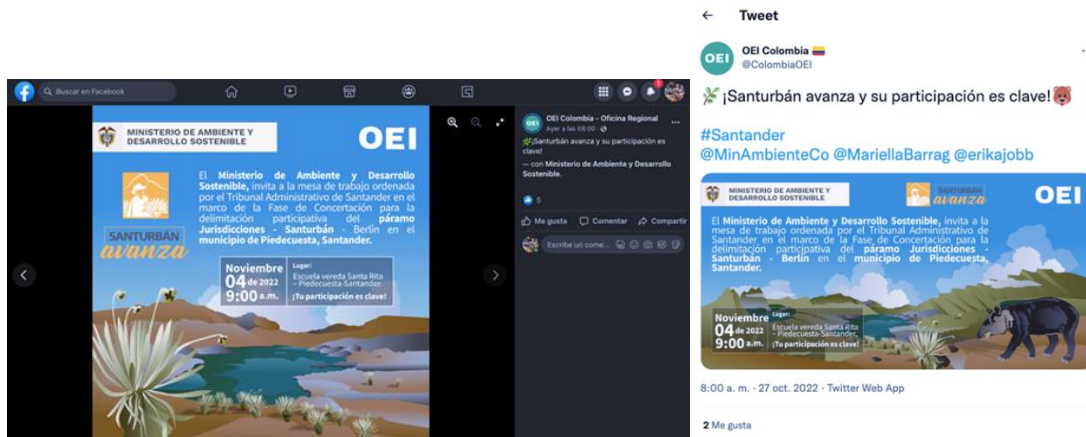 Buscar en Facebook
MINISTERIO DE AMBIENTE Y
DESARROLLO SOSTENIBLE
OEI
SANTURBÁN
avanza
El Ministerio de Ambiente y Desarrollo
Sostenible, invita a la mesa de trabajo ordenada
por el Tribunal Administrativo de Santander en el
marco de la Fase de Concertación para la
delimitación participativa del páramo
Jurisdicciones - Santurbán - Berlín en el
municipio de Piedecuesta, Santander.
Noviembre
04 de 2022
9:00 a.m.
Lugar:
Escuela vereda Santa Rita
- Piedecuesta-Santander.
¡Tu participación es clave!
OEI Colombia - Oficina Regional
Ayer a las 08:00
¡Santurbán avanza y su participación es
clave!
— con Ministerio de Ambiente y Desarrollo
Sostenible.
5
Me gusta Comentar Compartir
Escribe un come...
Tweet
OEI
OEI Colombia 🇨🇴
@ColombiaOEI
🌿 ¡Santurbán avanza y su participación es clave! 🐻
#Santander
@MinAmbienteCo @MariellaBarrag @erikajobb
MINISTERIO DE AMBIENTE Y
DESARROLLO SOSTENIBLE
SANTURBÁN
avanza
OEI
El Ministerio de Ambiente y Desarrollo Sostenible, invita a la
mesa de trabajo ordenada por el Tribunal Administrativo de
Santander en el marco de la Fase de Concertación para la
delimitación participativa del páramo Jurisdicciones -
Santurbán - Berlín en el municipio de Piedecuesta,
Santander.
Noviembre
04 de 2022
9:00 a.m.
Lugar:
Escuela vereda Santa Rita
- Piedecuesta-Santander.
¡Tu participación es clave!
8:00 a. m. · 27 oct. 2022 · Twitter Web App
2 Me gusta